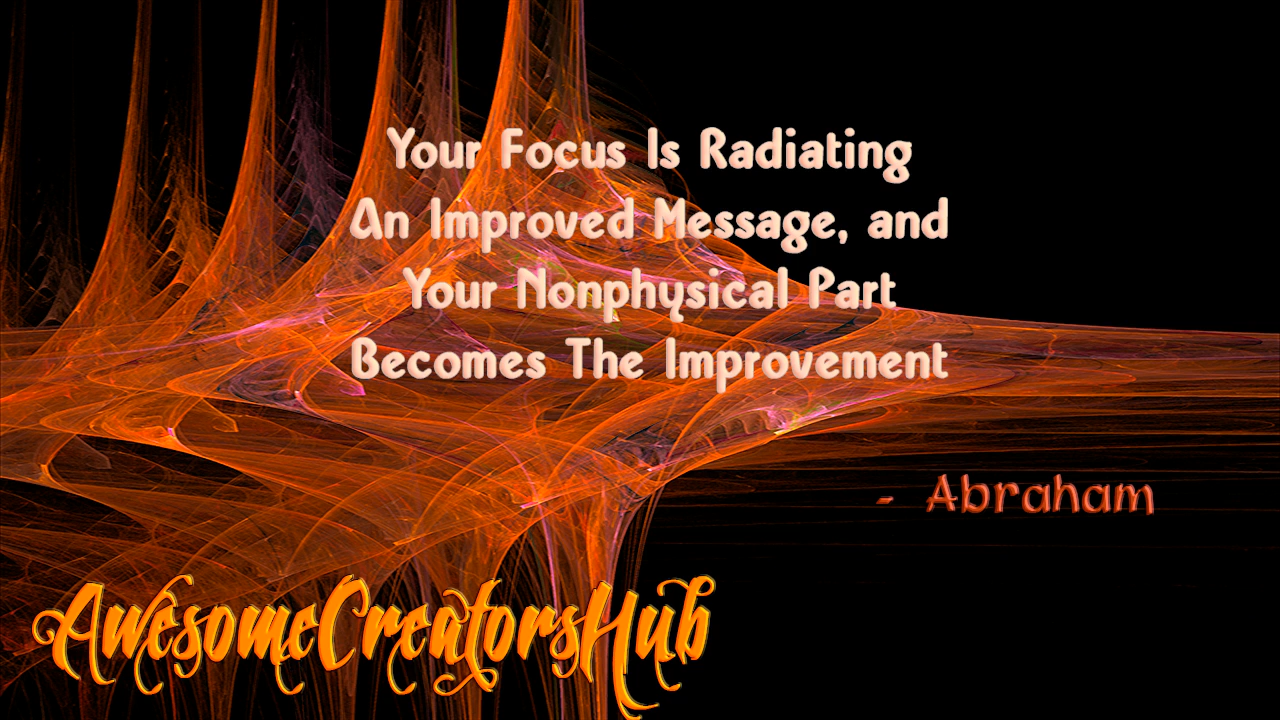 Your Focus Is Radiating
An Improved Message, and
Your Nonphysical Part
Becomes The Improvement
- Abraham
AwesomeCreatorsHub